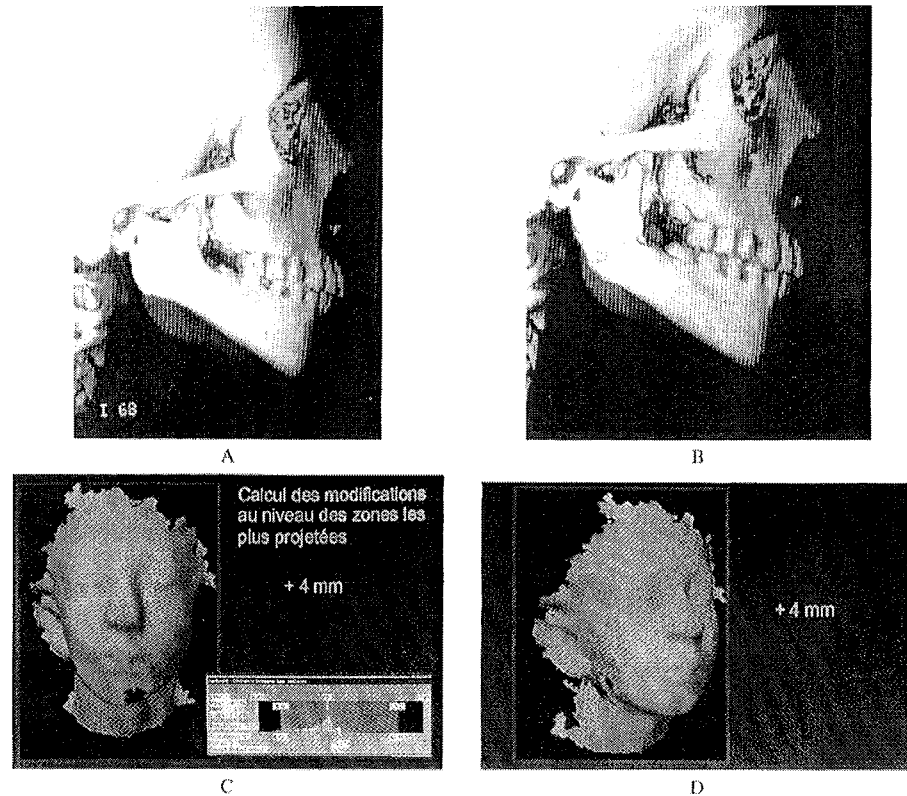 I 68
A
B
Calcul des modifications
au niveau des zones les
plus projetées
+ 4 mm
+ 4 mm
C
D